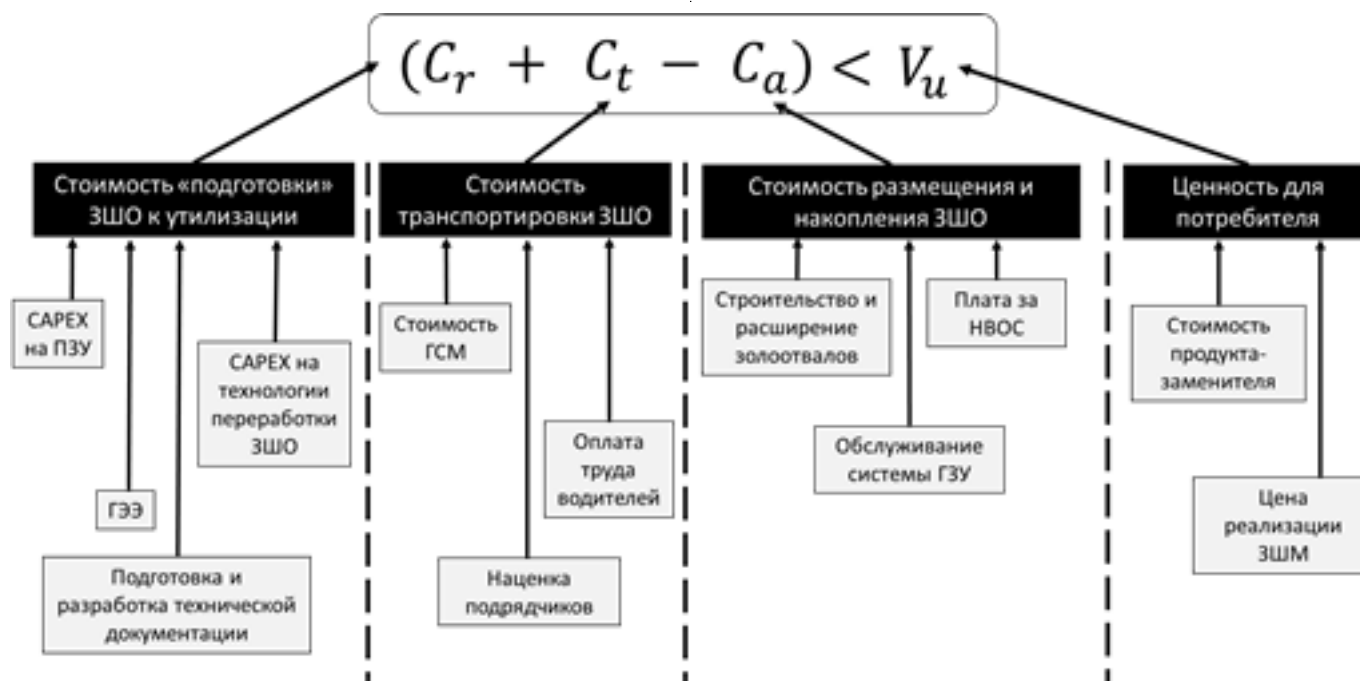 (C_r + C_t − C_a) < V_u
Стоимость «подготовки»
ЗШО к утилизации
CAPEX
на ПЗУ
CAPEX на
технологии
переработки
ЗШО
ГЭЭ
Подготовка и
разработка технической
документации
Стоимость
транспортировки ЗШО
Стоимость
ГСМ
Оплата
труда
водителей
Наценка
подрядчиков
Стоимость размещения и
накопления ЗШО
Строительство и
расширение
золоотвалов
Плата за
НВОС
Обслуживание
системы ГЗУ
Ценность для
потребителя
Стоимость
продукта-
заменителя
Цена
реализации
ЗШМ